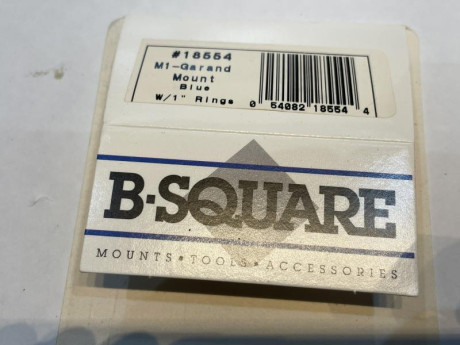 #18554
M1-Garand
Mount
Blue
W/1" Rings
0 54082 18554 4
B-SQUARE
MOUNTS • TOOLS • ACCESSORIES